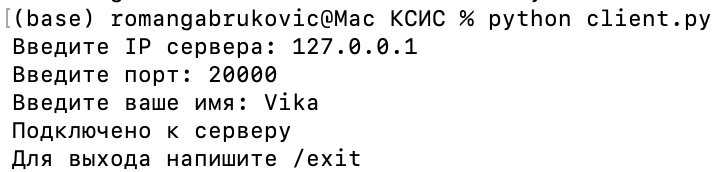 [(base) romangabrukovic@Mac КСИС % python client.py
Введите IP сервера: 127.0.0.1
Введите порт: 20000
Введите ваше имя: Vika
Подключено к серверу
Для выхода напишите /exit